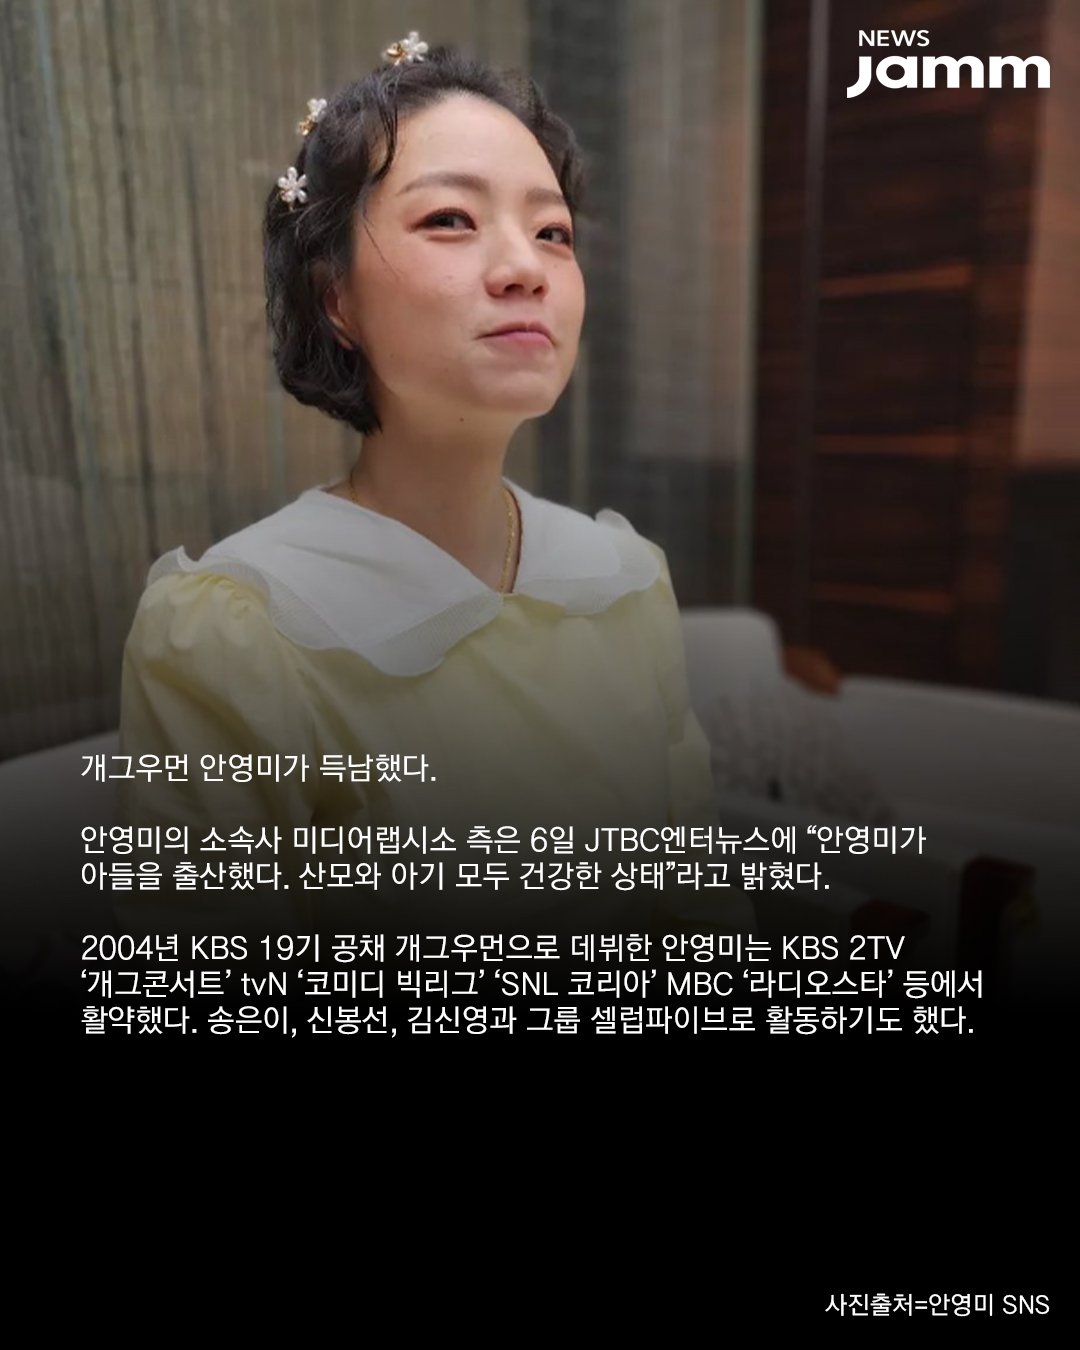 NEWS
Jamm
개그우먼 안영미가 득남했다.
안영미의 소속사 미디어랩시소 측은 6일 JTBC엔터뉴스에 “안영미가
아들을 출산했다. 산모와 아기 모두 건강한 상태”라고 밝혔다.
2004년 KBS 19기 공채 개그우먼으로 데뷔한 안영미는 KBS 2TV
‘개그콘서트’ tvN ‘코미디 빅리그’ ‘SNL 코리아’ MBC ‘라디오스타’ 등에서
활약했다. 송은이, 신봉선, 김신영과 그룹 셀럽파이브로 활동하기도 했다.
사진출처=안영미 SNS